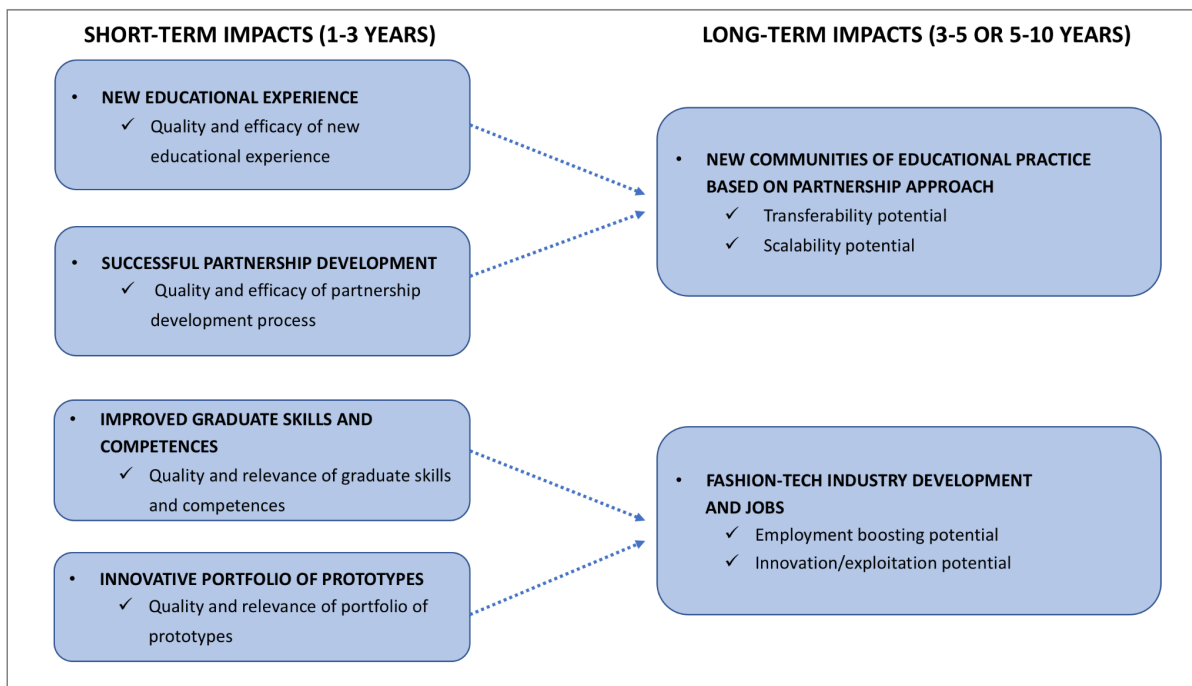 SHORT-TERM IMPACTS (1-3 YEARS)
• NEW EDUCATIONAL EXPERIENCE
✓ Quality and efficacy of new
educational experience
• SUCCESSFUL PARTNERSHIP DEVELOPMENT
✓ Quality and efficacy of partnership
development process
• IMPROVED GRADUATE SKILLS AND
COMPETENCES
✓ Quality and relevance of graduate skills
and competences
• INNOVATIVE PORTFOLIO OF PROTOTYPES
✓ Quality and relevance of portfolio of
prototypes
LONG-TERM IMPACTS (3-5 OR 5-10 YEARS)
• NEW COMMUNITIES OF EDUCATIONAL PRACTICE
BASED ON PARTNERSHIP APPROACH
✓ Transferability potential
✓ Scalability potential
• FASHION-TECH INDUSTRY DEVELOPMENT
AND JOBS
✓ Employment boosting potential
✓ Innovation/exploitation potential